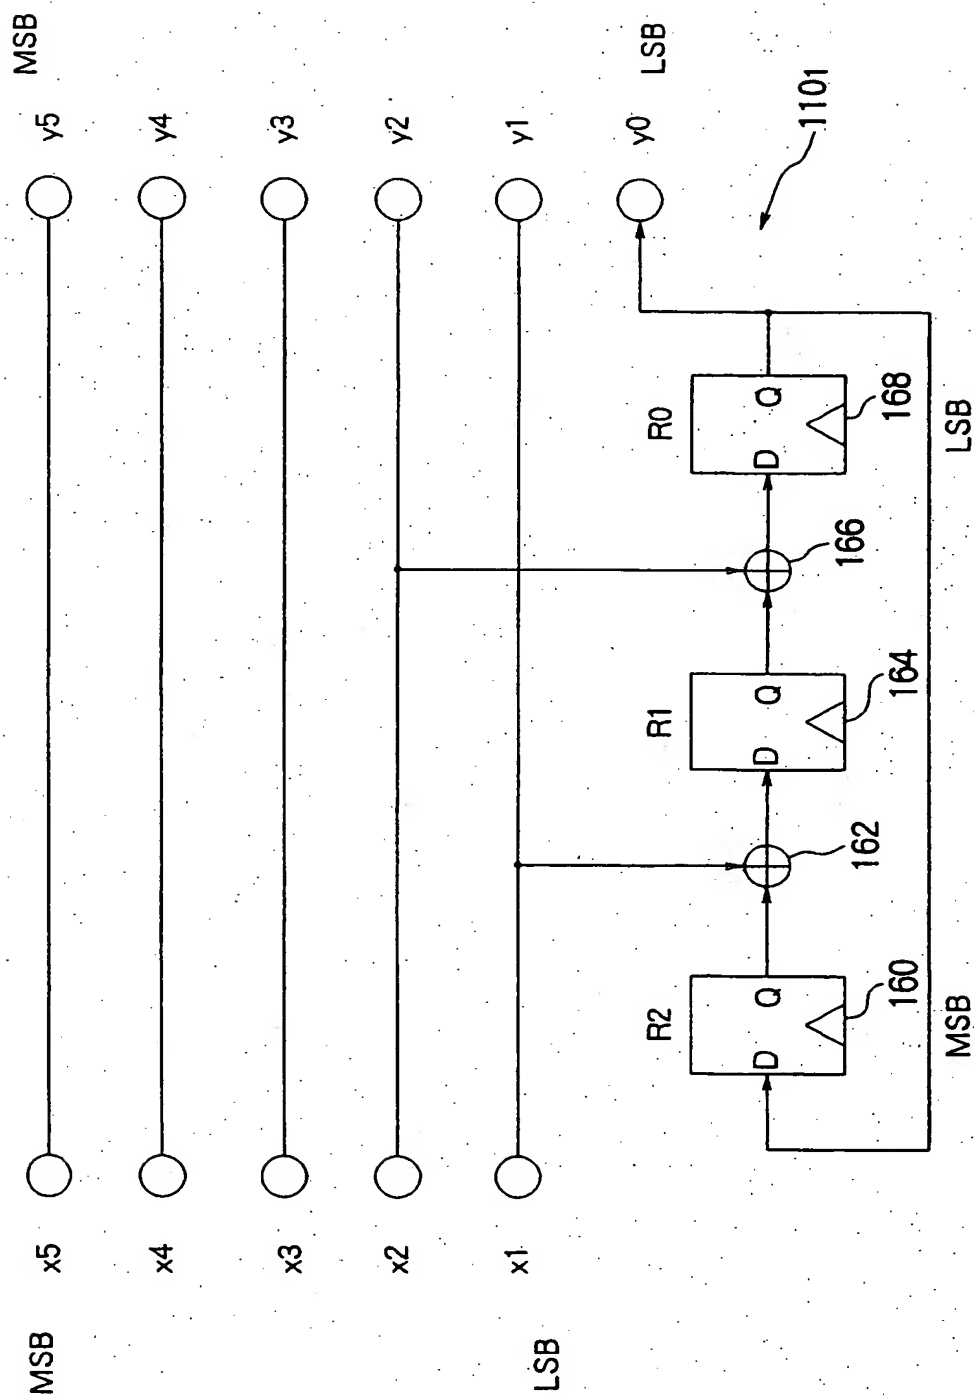 MSB
MSB
x5
y5
x4
y4
x3
y3
x2
y2
x1
y1
LSB
y0
LSB
R2
R1
R0
110₁
D Q
D Q
D Q
160
162
164
166
168
MSB
LSB